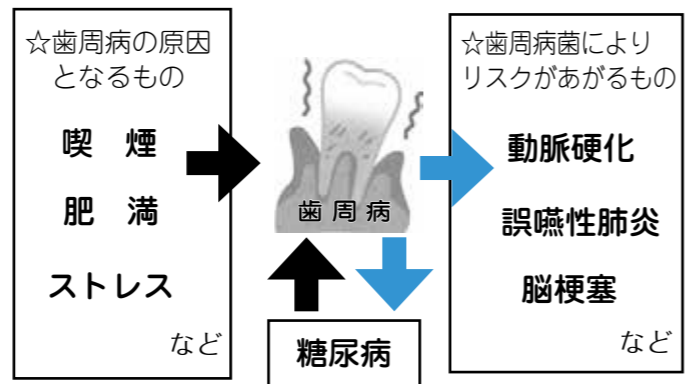 ☆歯周病の原因
となるもの
喫 煙
肥 満
ストレス
など
歯周病
糖尿病
☆歯周病菌により
リスクがあがるもの
動脈硬化
誤嚥性肺炎
脳梗塞
など